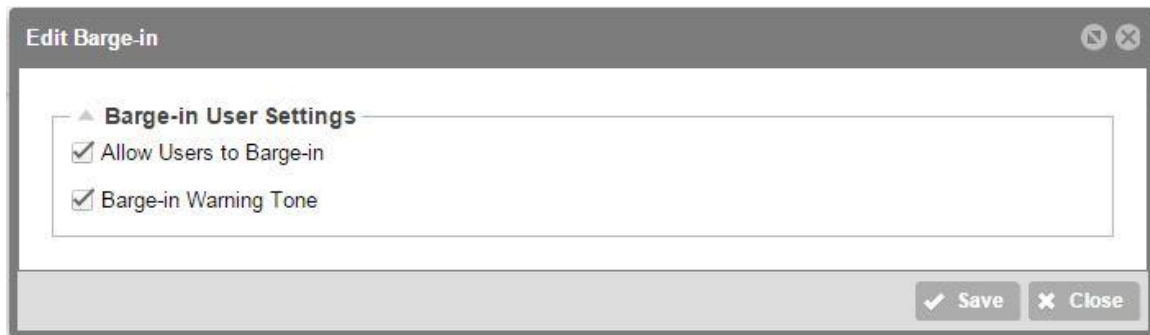 Edit Barge-in
Barge-in User Settings
Allow Users to Barge-in
Barge-in Warning Tone
Save Close